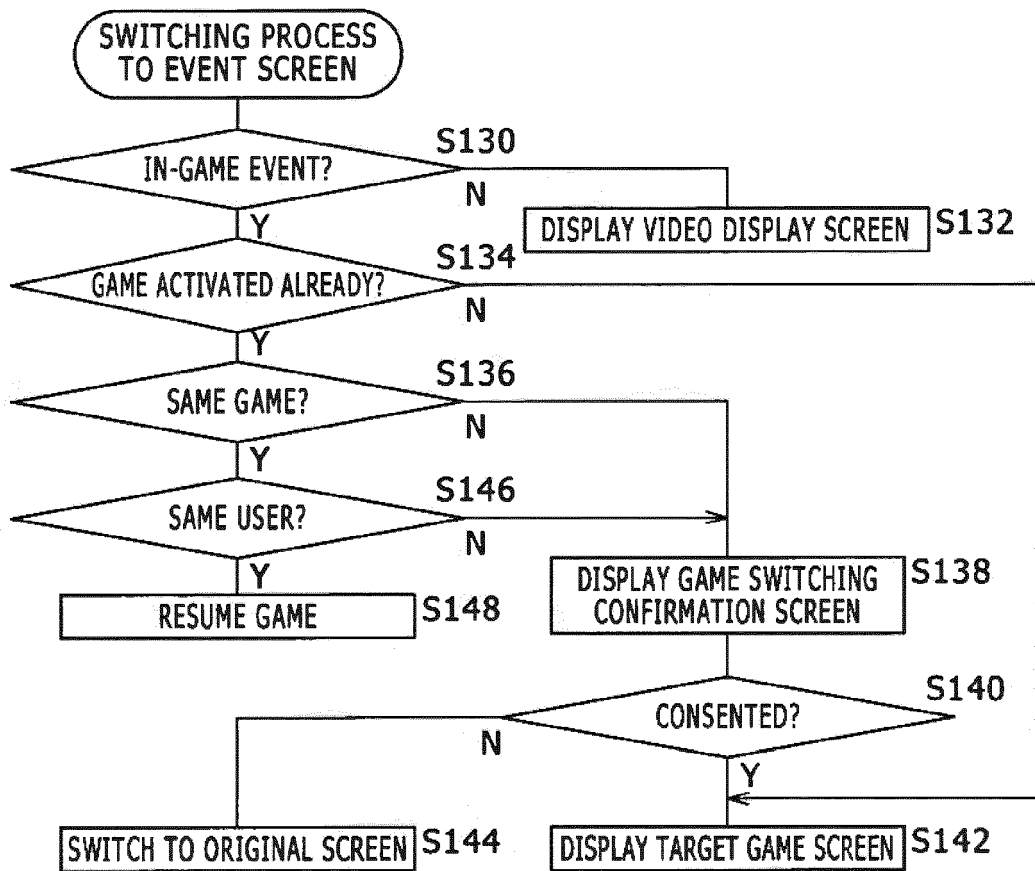 SWITCHING PROCESS
TO EVENT SCREEN
S130
IN-GAME EVENT?
N
Y
DISPLAY VIDEO DISPLAY SCREEN
S132
S134
GAME ACTIVATED ALREADY?
N
Y
S136
SAME GAME?
N
Y
S146
SAME USER?
N
Y
RESUME GAME
S148
DISPLAY GAME SWITCHING
CONFIRMATION SCREEN
S138
S140
CONSENTED?
N
Y
SWITCH TO ORIGINAL SCREEN
S144
DISPLAY TARGET GAME SCREEN
S142